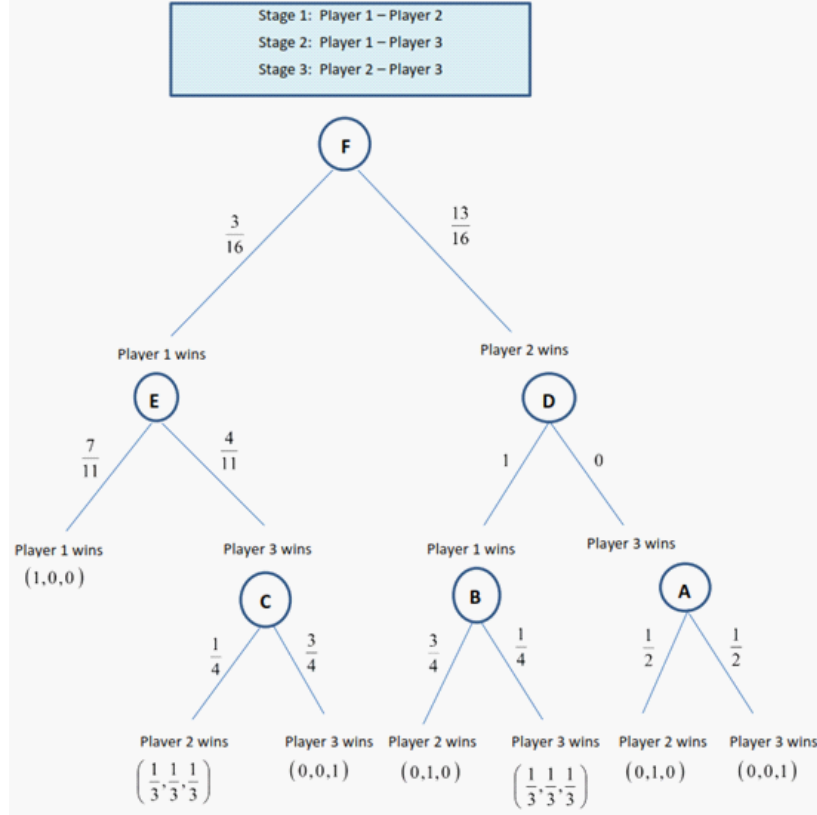 Stage 1: Player 1 – Player 2
Stage 2: Player 1 – Player 3
Stage 3: Player 2 – Player 3
F
3/16
13/16
Player 1 wins
Player 2 wins
E
D
7/11
4/11
1
0
Player 1 wins
Player 3 wins
Player 1 wins
Player 3 wins
(1,0,0)
C
B
A
1/4
3/4
3/4
1/4
1/2
1/2
Plaver 2 wins
Player 3 wins
Player 2 wins
Player 3 wins
Player 2 wins
Player 3 wins
(1/3,1/3,1/3)
(0,0,1)
(0,1,0)
(1/3,1/3,1/3)
(0,1,0)
(0,0,1)